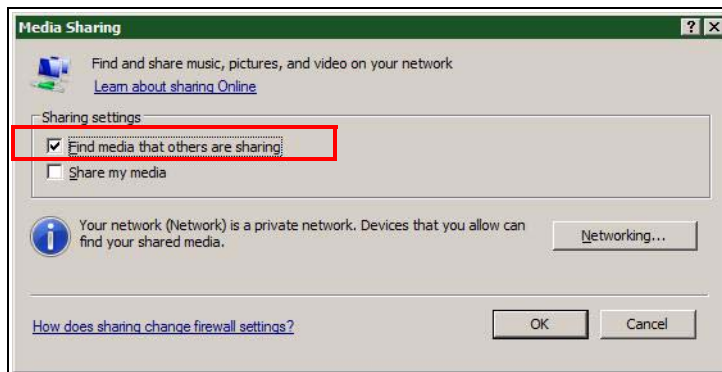 Media Sharing
Find and share music, pictures, and video on your network
Learn about sharing Online
Sharing settings
Find media that others are sharing
Share my media
Your network (Network) is a private network. Devices that you allow can
find your shared media.
Networking...
How does sharing change firewall settings?
OK
Cancel